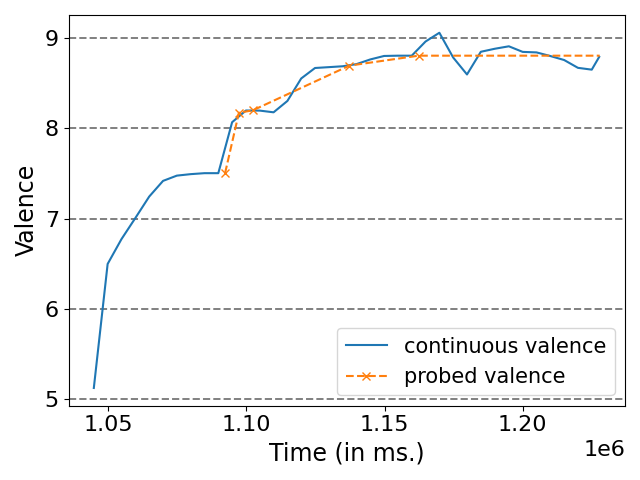 9
8
7
6
5
Valence
continuous valence
probed valence
1.05 1.10 1.15 1.20
1e6
Time (in ms.)